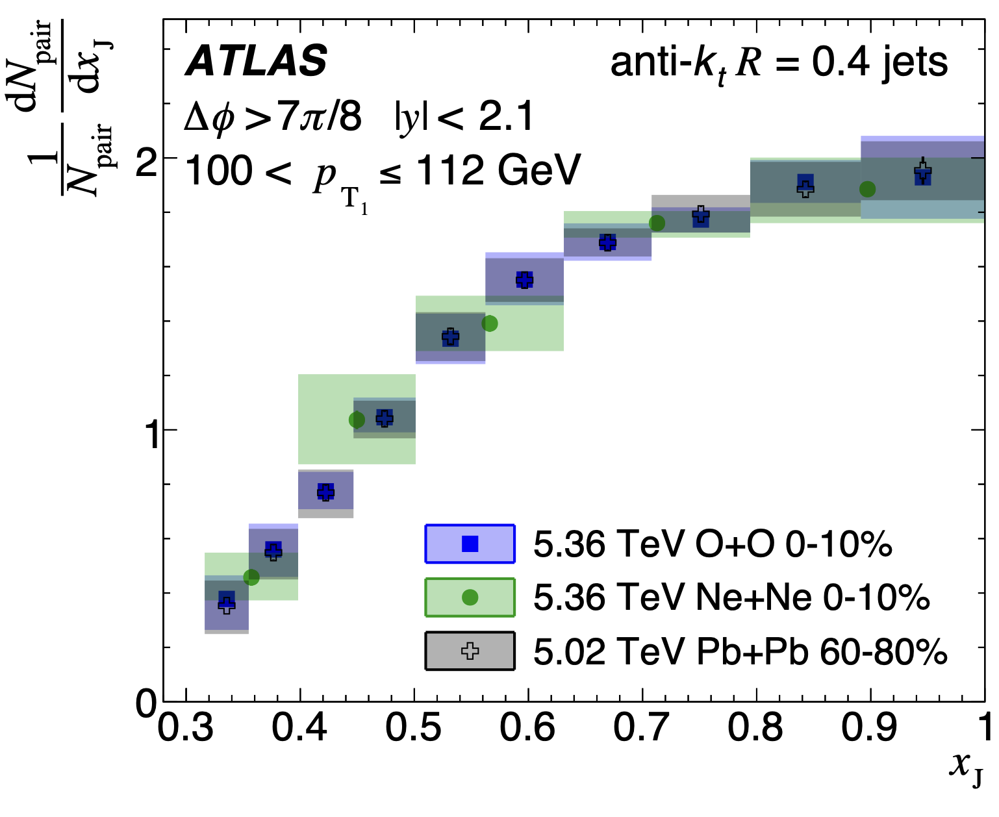 1/N_pair dN_pair/dx_J
ATLAS
anti-k_t R = 0.4 jets
Δϕ > 7π/8 |y| < 2.1
100 < p_T_1 ≤ 112 GeV
2
1
0
5.36 TeV O+O 0-10%
5.36 TeV Ne+Ne 0-10%
5.02 TeV Pb+Pb 60-80%
0.3 0.4 0.5 0.6 0.7 0.8 0.9 1
x_J